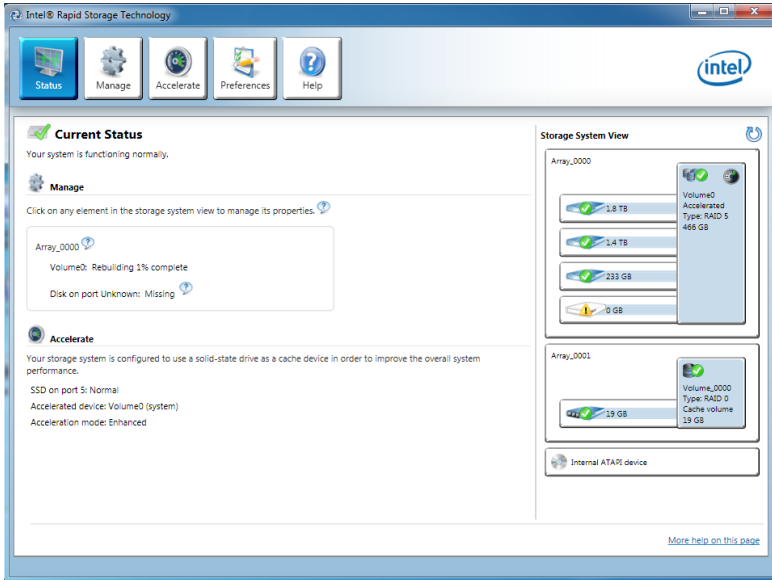 Intel® Rapid Storage Technology
Status
Manage
Accelerate
Preferences
Help
intel
Current Status
Your system is functioning normally.
Manage
Click on any element in the storage system view to manage its properties.
Array_0000
Volume0: Rebuilding 1% complete
Disk on port Unknown: Missing
Accelerate
Your storage system is configured to use a solid-state drive as a cache device in order to improve the overall system
performance.
SSD on port 5: Normal
Accelerated device: Volume0 (system)
Acceleration mode: Enhanced
Storage System View
Array_0000
1.8 TB
1.4 TB
233 GB
0 GB
Volume0
Accelerated
Type: RAID 5
466 GB
Array_0001
19 GB
Volume_0000
Type: RAID 0
Cache volume
19 GB
Internal ATAPI device
More help on this page